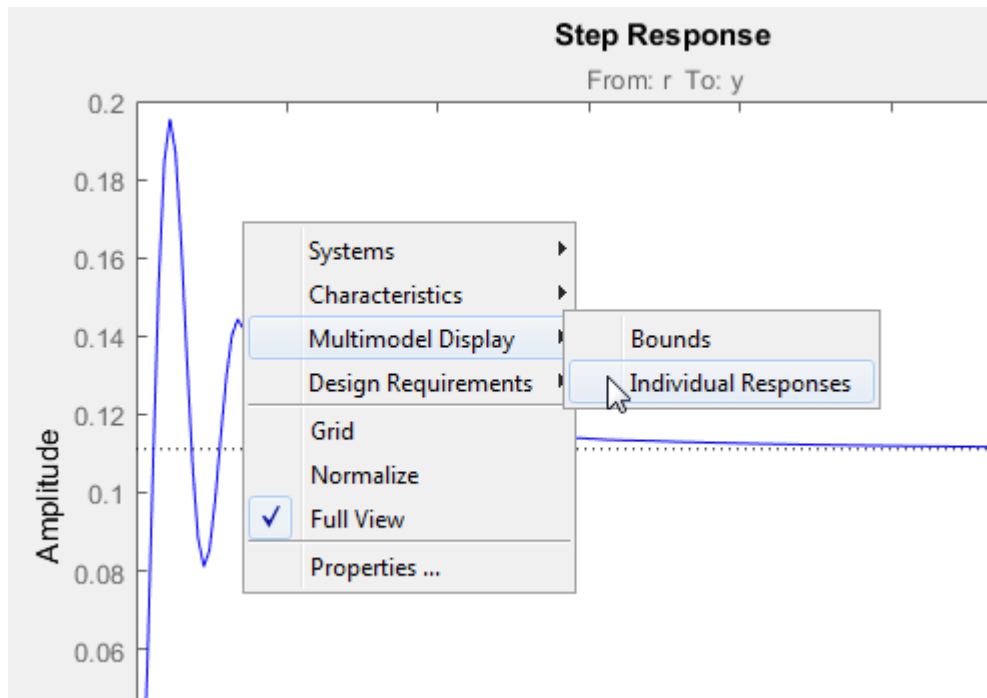 Step Response
From: r To: y
0.2
0.18
0.16
0.14
0.12
0.1
0.08
0.06
Amplitude
Systems
Characteristics
Multimodel Display
Design Requirements
Grid
Normalize
Full View
Properties ...
Bounds
Individual Responses